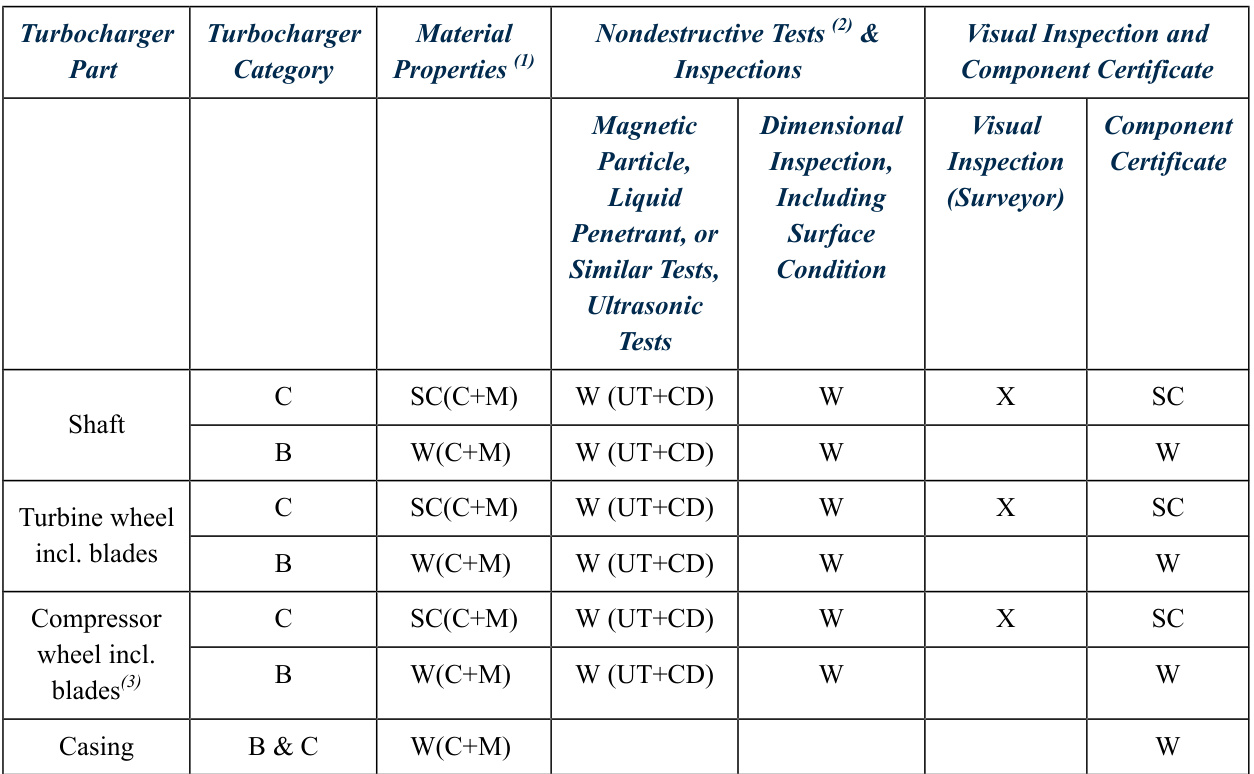 Turbocharger Part	Turbocharger Category	Material Properties (1)	Nondestructive Tests (2) & Inspections	Visual Inspection and Component Certificate
Magnetic Particle, Liquid Penetrant, or Similar Tests, Ultrasonic Tests	Dimensional Inspection, Including Surface Condition	Visual Inspection (Surveyor)	Component Certificate
Shaft	C	SC(C+M)	W (UT+CD)	W	X	SC
B	W(C+M)	W (UT+CD)	W	W
Turbine wheel incl. blades	C	SC(C+M)	W (UT+CD)	W	X	SC
B	W(C+M)	W (UT+CD)	W	W
Compressor wheel incl. blades(3)	C	SC(C+M)	W (UT+CD)	W	X	SC
B	W(C+M)	W (UT+CD)	W	W
Casing	B & C	W(C+M)	W